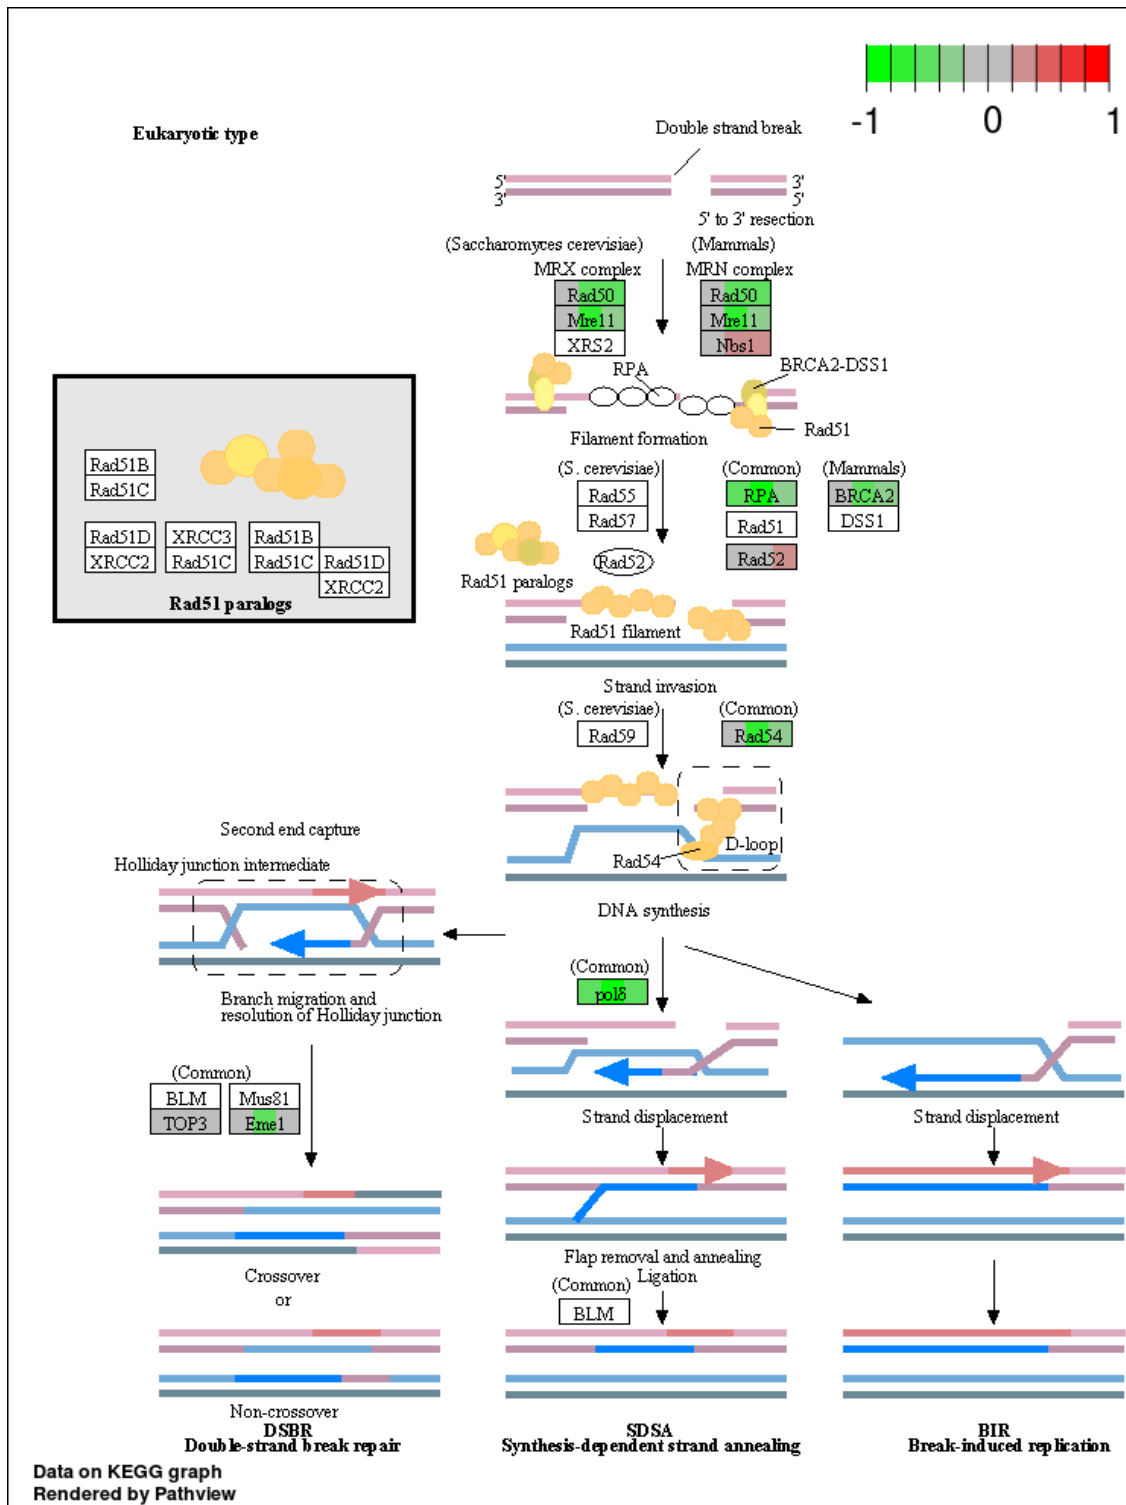 -1 0 1
Eukaryotic type
Double strand break
5' 3'
3' 5'
5' to 3' resection
(Saccharomyces cerevisiae) (Mammals)
MRX complex MRN complex
Rad50 Rad50
Mre11 Mre11
XRS2 Nbs1
RPA BRCA2-DSS1
Rad51
Filament formation
(S. cerevisiae) (Common) (Mammals)
Rad55 RPA BRCA2
Rad57 Rad51 DSS1
Rad52 Rad52
Rad51 paralogs
Rad51B
Rad51C
Rad51D XRCC3 Rad51B
XRCC2 Rad51C Rad51C Rad51D
XRCC2
Rad51 paralogs
Rad51 filament
Strand invasion
(S. cerevisiae) (Common)
Rad59 Rad54
Second end capture
D-loop
Rad54
Holliday junction intermediate
DNA synthesis
(Common)
polδ
Branch migration and
resolution of Holliday junction
(Common)
BLM Mus81
TOP3 Eme1
Strand displacement Strand displacement
Flap removal and annealing
Ligation
(Common)
BLM
Crossover
or
Non-crossover
DSBR SDSA BIR
Double-strand break repair Synthesis-dependent strand annealing Break-induced replication
Data on KEGG graph
Rendered by Pathview